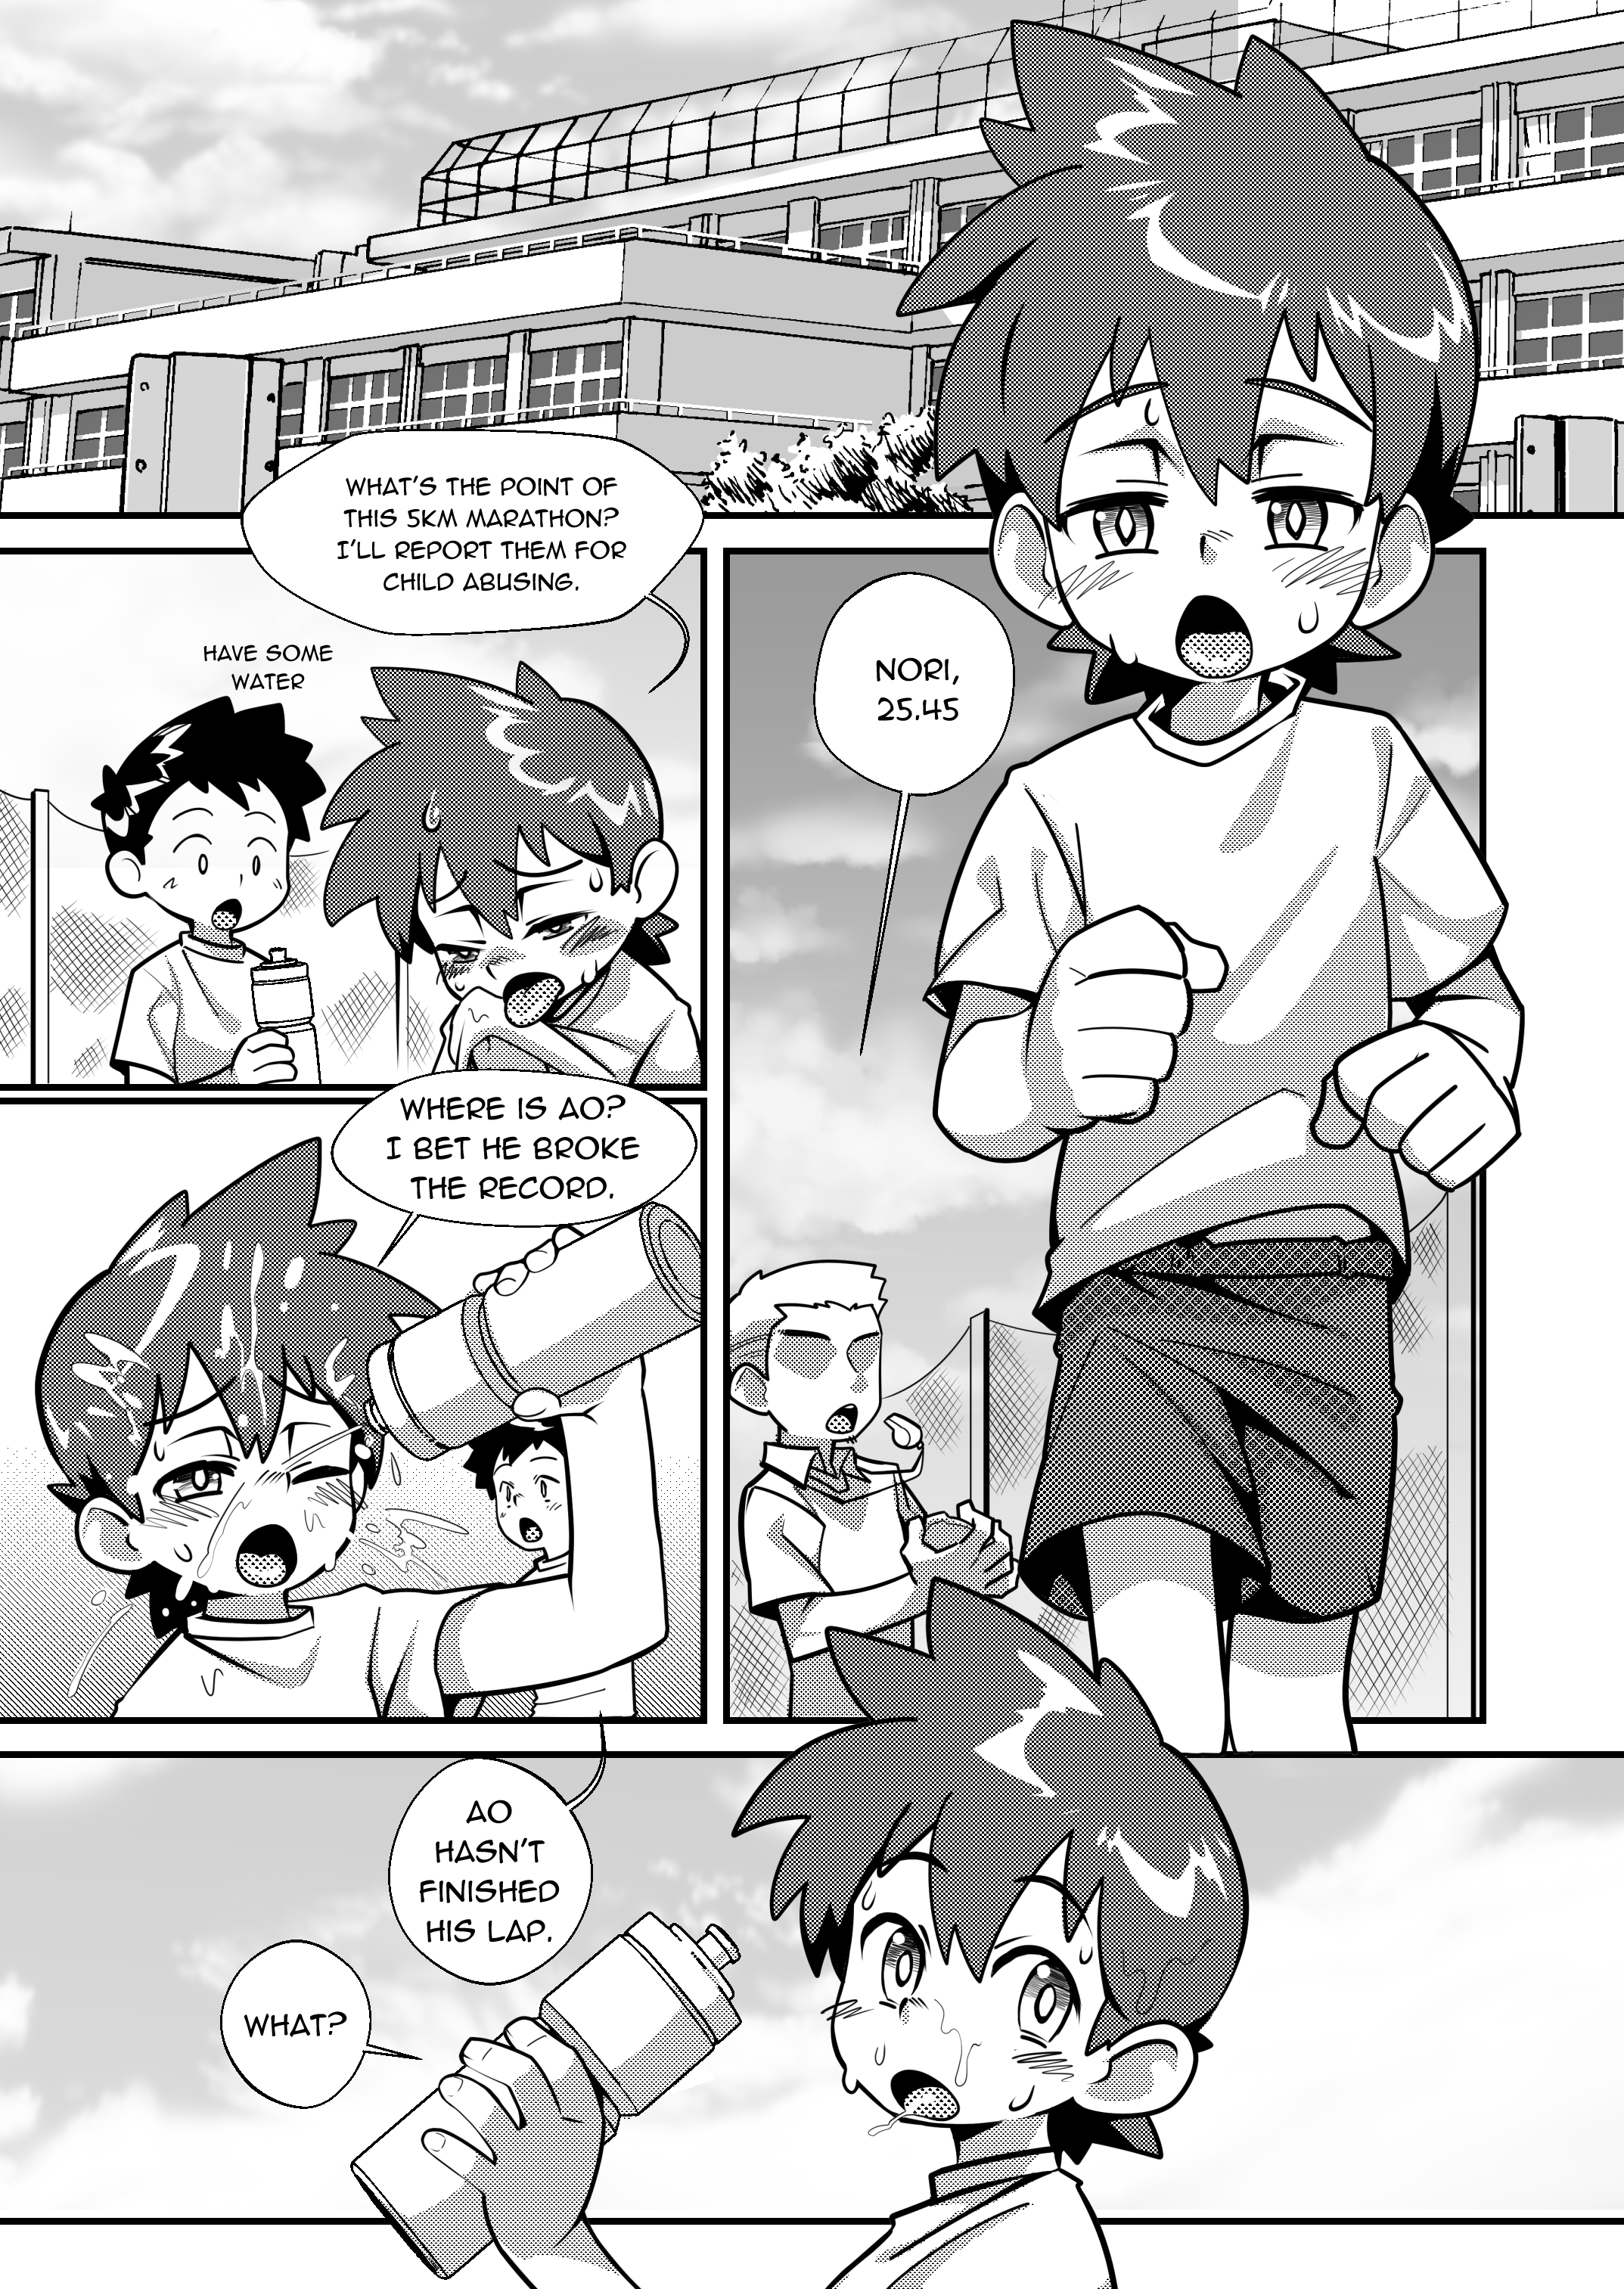 NORI,
25.45
WHAT'S THE POINT OF
THIS 5KM MARATHON?
I'LL REPORT THEM FOR
CHILD ABUSING.
HAVE SOME
WATER
WHERE IS AO?
I BET HE BROKE
THE RECORD.
AO
HASN'T
FINISHED
HIS LAP.
WHAT?